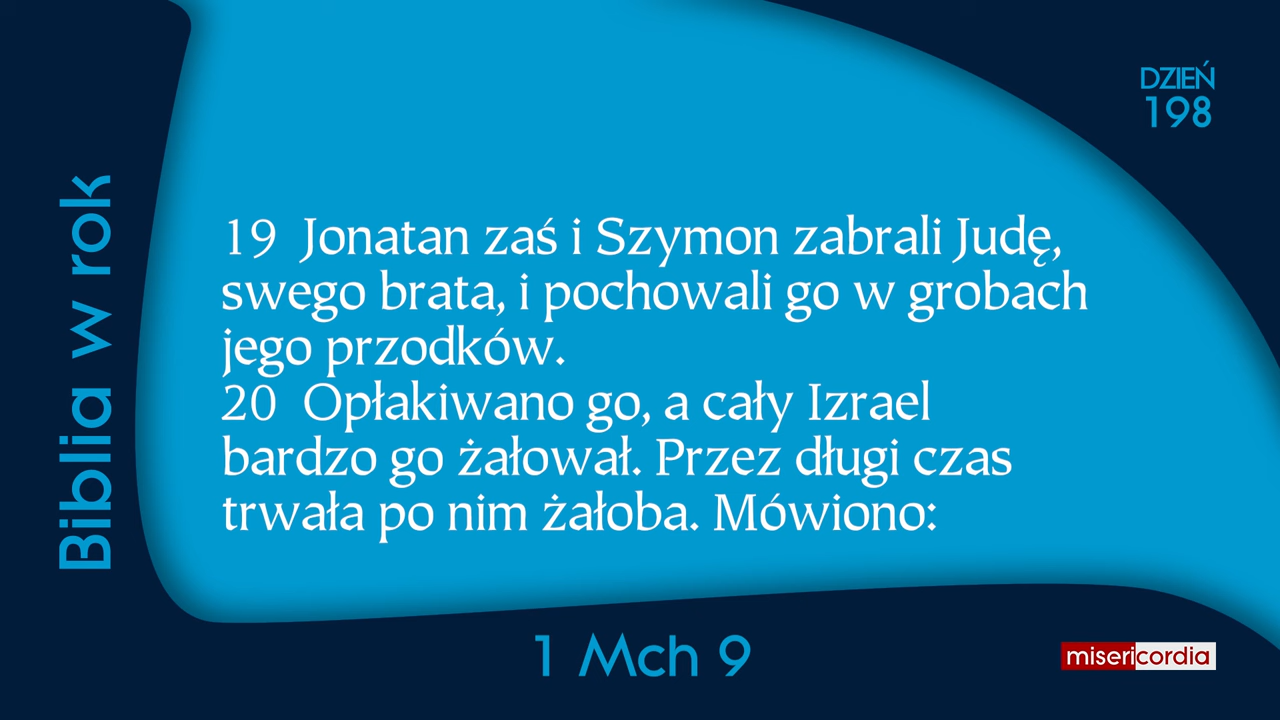 DZIEŃ
198
Biblia w rok
19 Jonatan zaś i Szymon zabrali Judę,
swego brata, i pochowali go w grobach
jego przodków.
20 Opłakiwano go, a cały Izrael
bardzo go żałował. Przez długi czas
trwała po nim żałoba. Mówiono:
1 Mch 9
misericordia